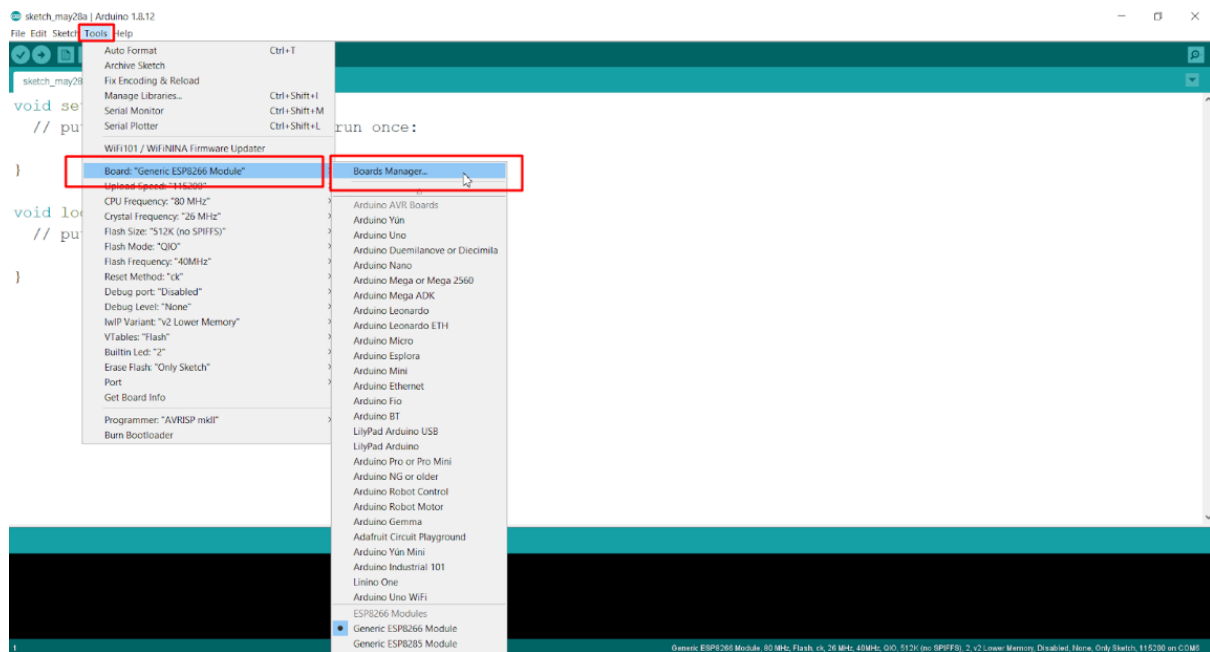 sketch_may28a | Arduino 1.8.12
File Edit Sketch Tools Help
Auto Format Ctrl+T
Archive Sketch
Fix Encoding & Reload
Manage Libraries... Ctrl+Shift+I
Serial Monitor Ctrl+Shift+M
Serial Plotter Ctrl+Shift+L
WiFi101 / WiFiNINA Firmware Updater
Board: "Generic ESP8266 Module"
Upload Speed: "115200"
CPU Frequency: "80 MHz"
Crystal Frequency: "26 MHz"
Flash Size: "512K (no SPIFFS)"
Flash Mode: "QIO"
Flash Frequency: "40MHz"
Reset Method: "ck"
Debug port: "Disabled"
Debug Level: "None"
lwIP Variant: "v2 Lower Memory"
VTables: "Flash"
Builtin Led: "2"
Erase Flash: "Only Sketch"
Port
Get Board Info
Programmer: "AVRISP mkII"
Burn Bootloader
Boards Manager...
Arduino AVR Boards
Arduino Yún
Arduino Uno
Arduino Duemilanove or Diecimila
Arduino Nano
Arduino Mega or Mega 2560
Arduino Mega ADK
Arduino Leonardo
Arduino Leonardo ETH
Arduino Micro
Arduino Esplora
Arduino Mini
Arduino Ethernet
Arduino Fio
Arduino BT
LilyPad Arduino USB
LilyPad Arduino
Arduino Pro or Pro Mini
Arduino NG or older
Arduino Robot Control
Arduino Robot Motor
Arduino Gemma
Adafruit Circuit Playground
Arduino Yún Mini
Arduino Industrial 101
Linino One
Arduino Uno WiFi
ESP8266 Modules
Generic ESP8266 Module
Generic ESP8285 Module
sketch_may28
void se
// pu run once:
}
void lo
// pu
}
1 Generic ESP8266 Module, 80 MHz, Flash, ck, 26 MHz, 40MHz, QIO, 512K (no SPIFFS), 2, v2 Lower Memory, Disabled, None, Only Sketch, 115200 on COM6